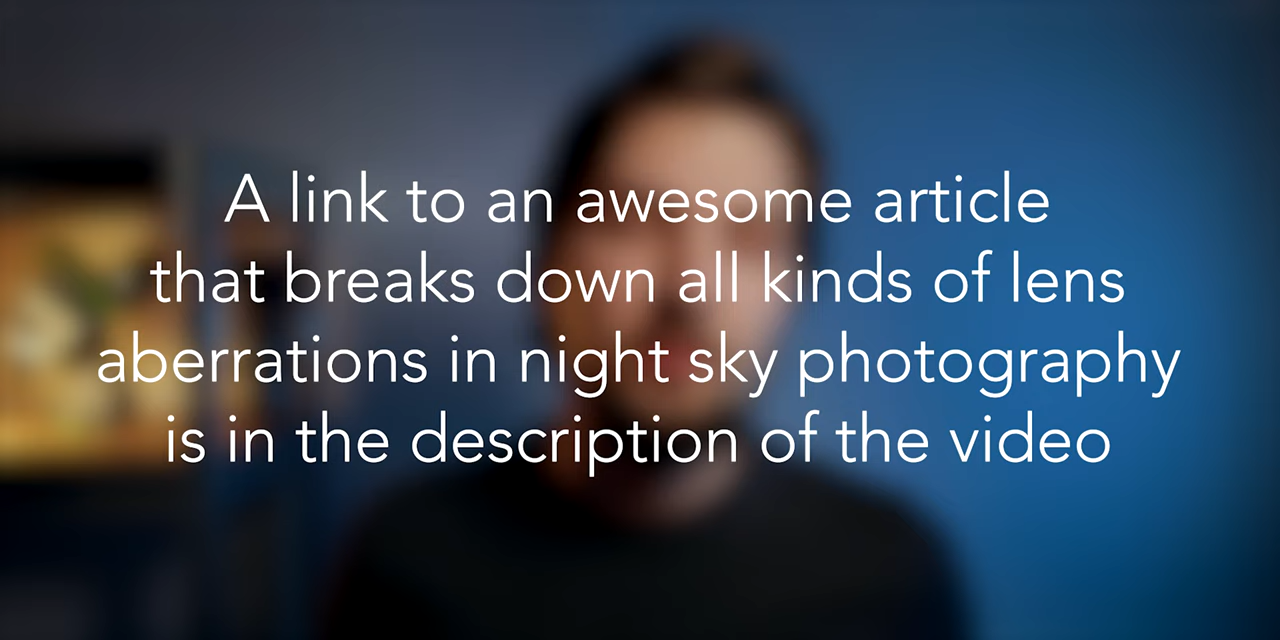 A link to an awesome article
that breaks down all kinds of lens
aberrations in night sky photography
is in the description of the video